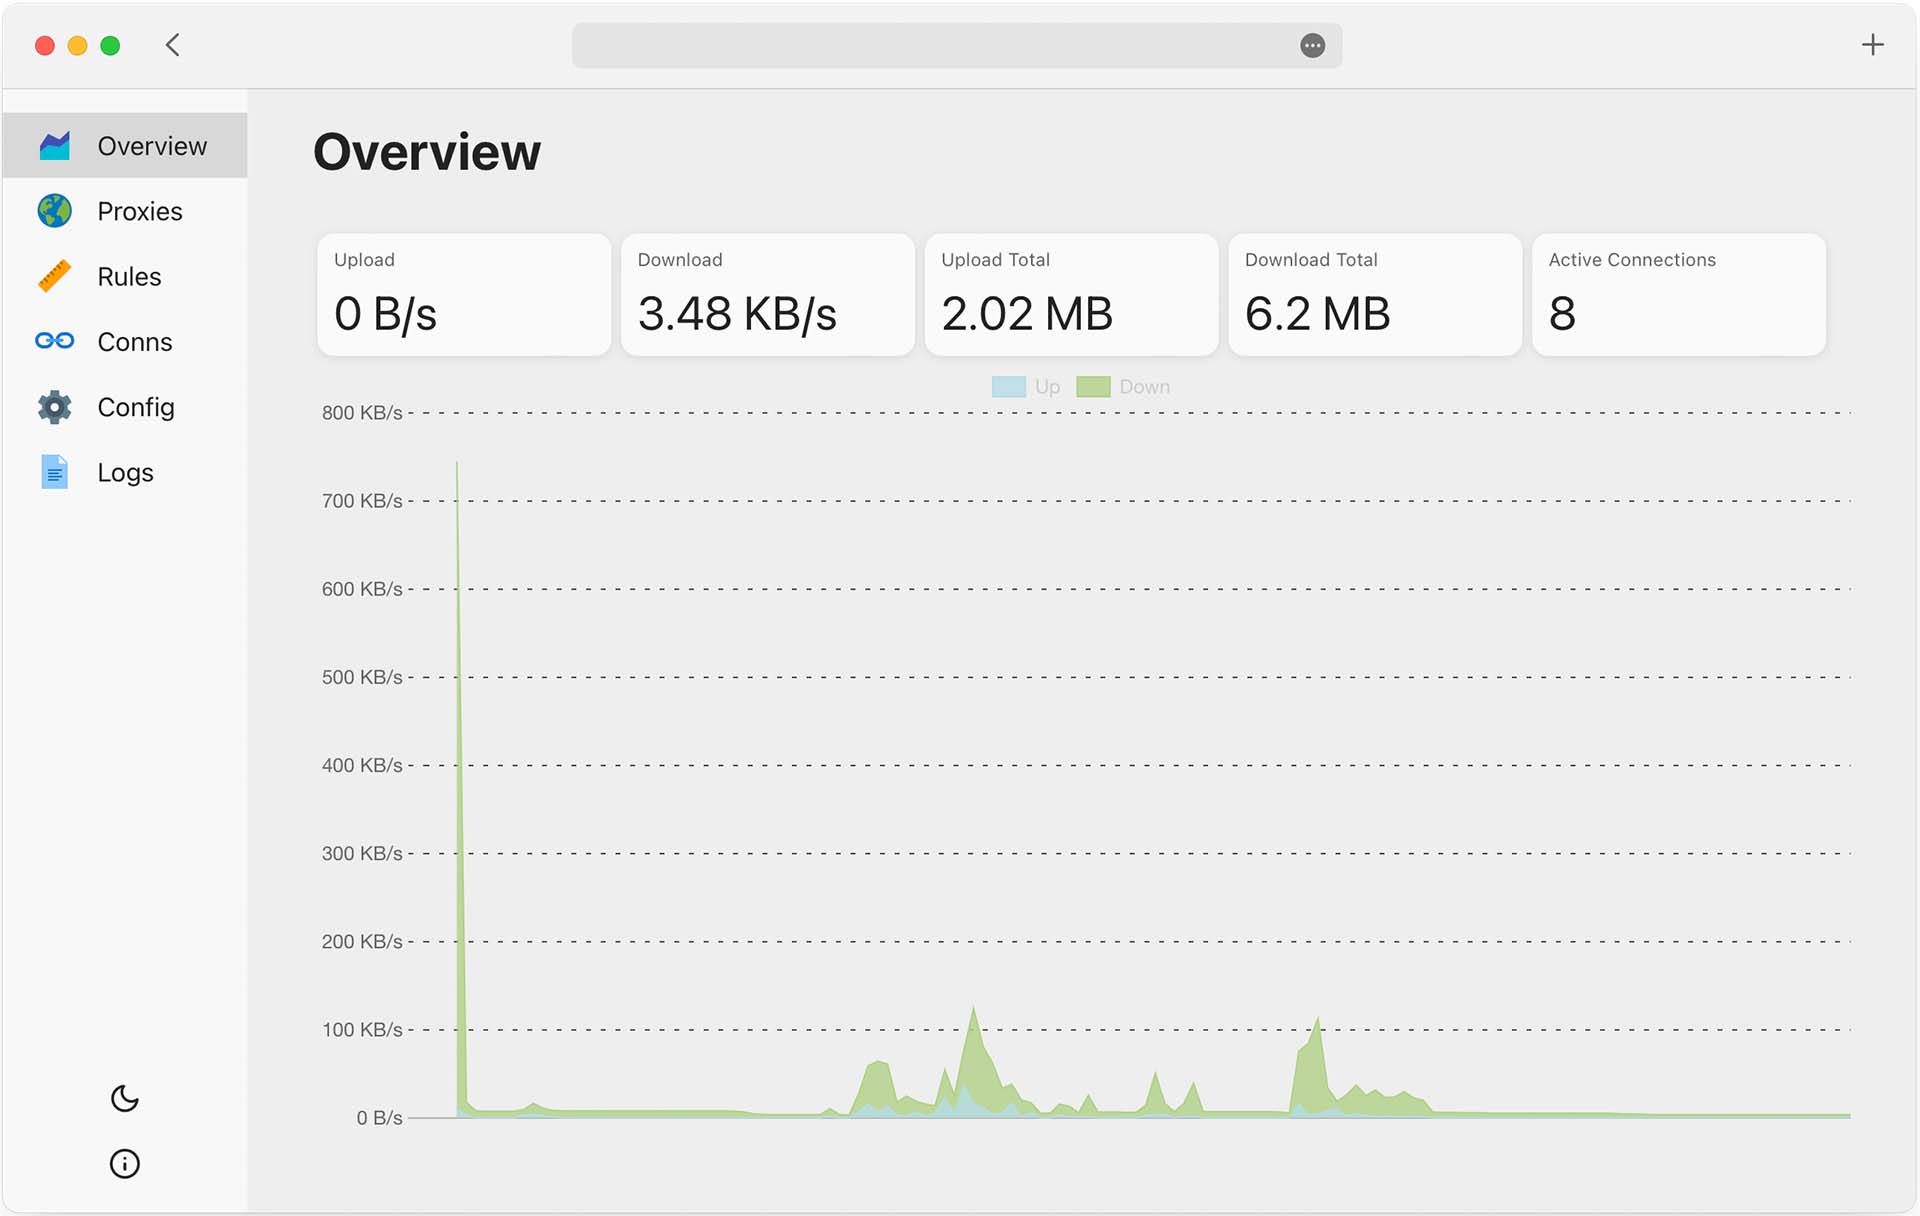 Overview
Proxies
Rules
Conns
Config
Logs
Overview
Upload
0 B/s
Download
3.48 KB/s
Upload Total
2.02 MB
Download Total
6.2 MB
Active Connections
8
Up Down
800 KB/s
700 KB/s
600 KB/s
500 KB/s
400 KB/s
300 KB/s
200 KB/s
100 KB/s
0 B/s